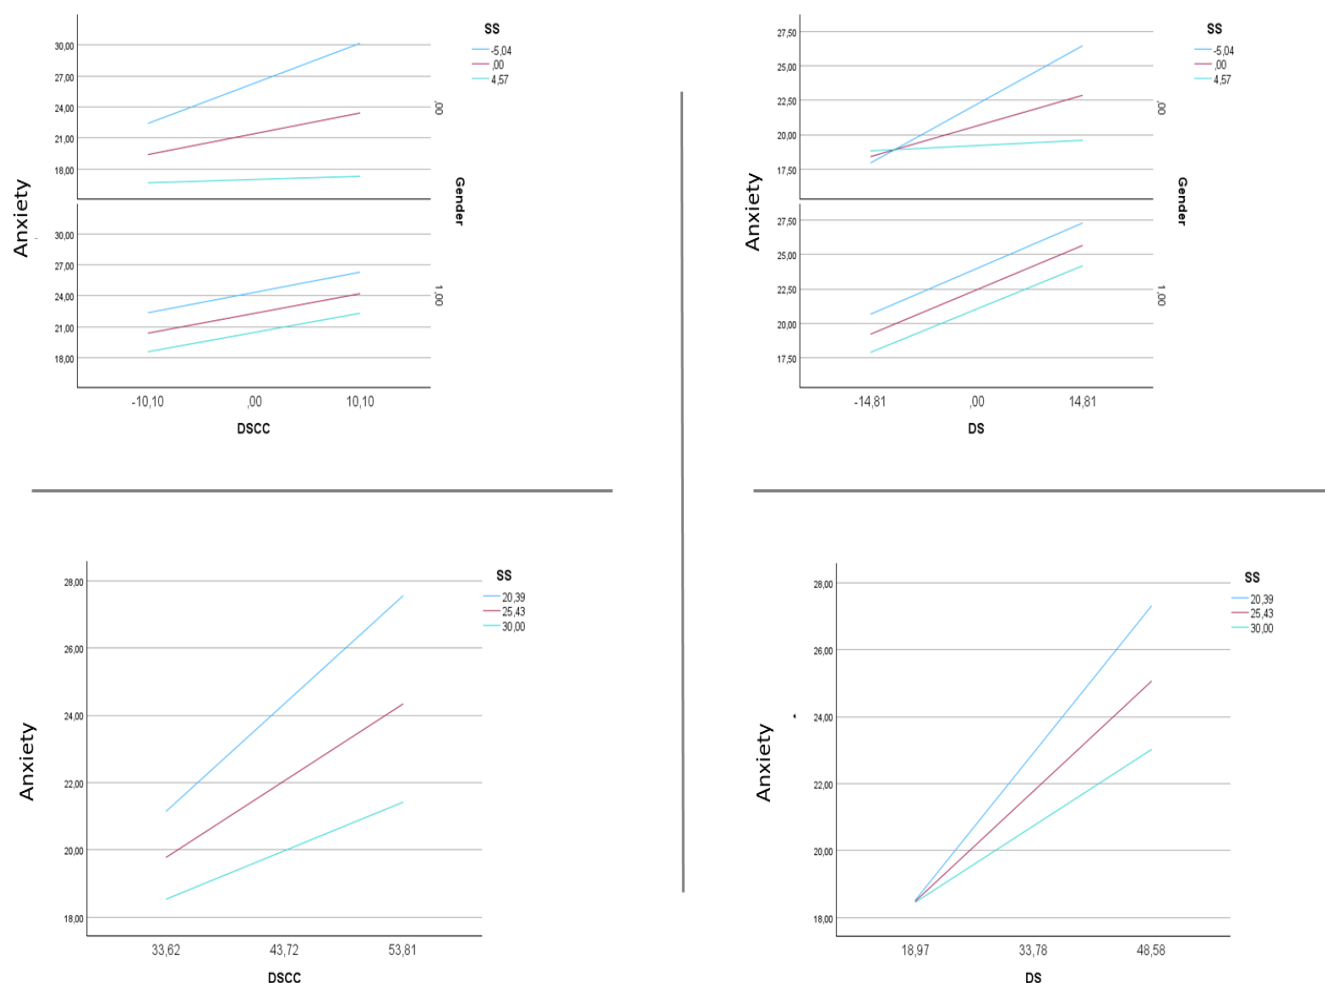 SS
-5,04
,00
4,57
30,00
27,00
24,00
21,00
18,00
,00
Anxiety
Gender
30,00
27,00
24,00
21,00
18,00
1,00
-10,10 ,00 10,10
DSCC
SS
-5,04
,00
4,57
27,50
25,00
22,50
20,00
17,50
,00
Anxiety
Gender
27,50
25,00
22,50
20,00
17,50
1,00
-14,81 ,00 14,81
DS
SS
20,39
25,43
30,00
28,00
26,00
24,00
22,00
20,00
18,00
Anxiety
33,62 43,72 53,81
DSCC
SS
20,39
25,43
30,00
28,00
26,00
24,00
22,00
20,00
18,00
Anxiety
18,97 33,78 48,58
DS